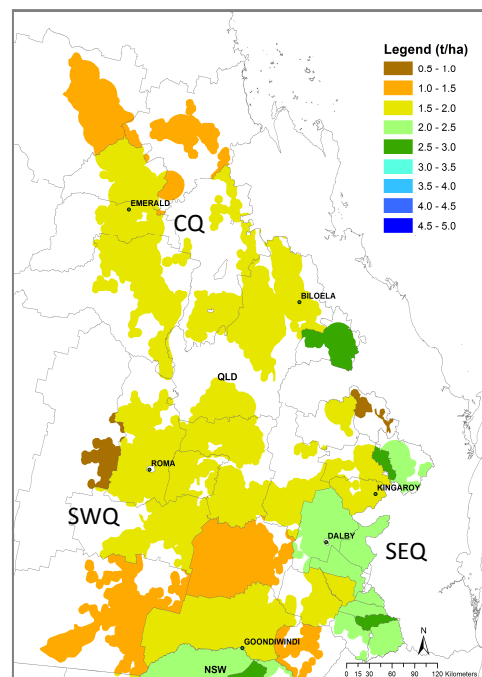 Legend (t/ha)
0.5 - 1.0
1.0 - 1.5
1.5 - 2.0
2.0 - 2.5
2.5 - 3.0
3.0 - 3.5
3.5 - 4.0
4.0 - 4.5
4.5 - 5.0
EMERALD
CQ
BILOELA
QLD
ROMA
KINGAROY
SWQ
DALBY
SEQ
GOONDIWINDI
NSW
N
0 15 30 60 90 120 Kilometers